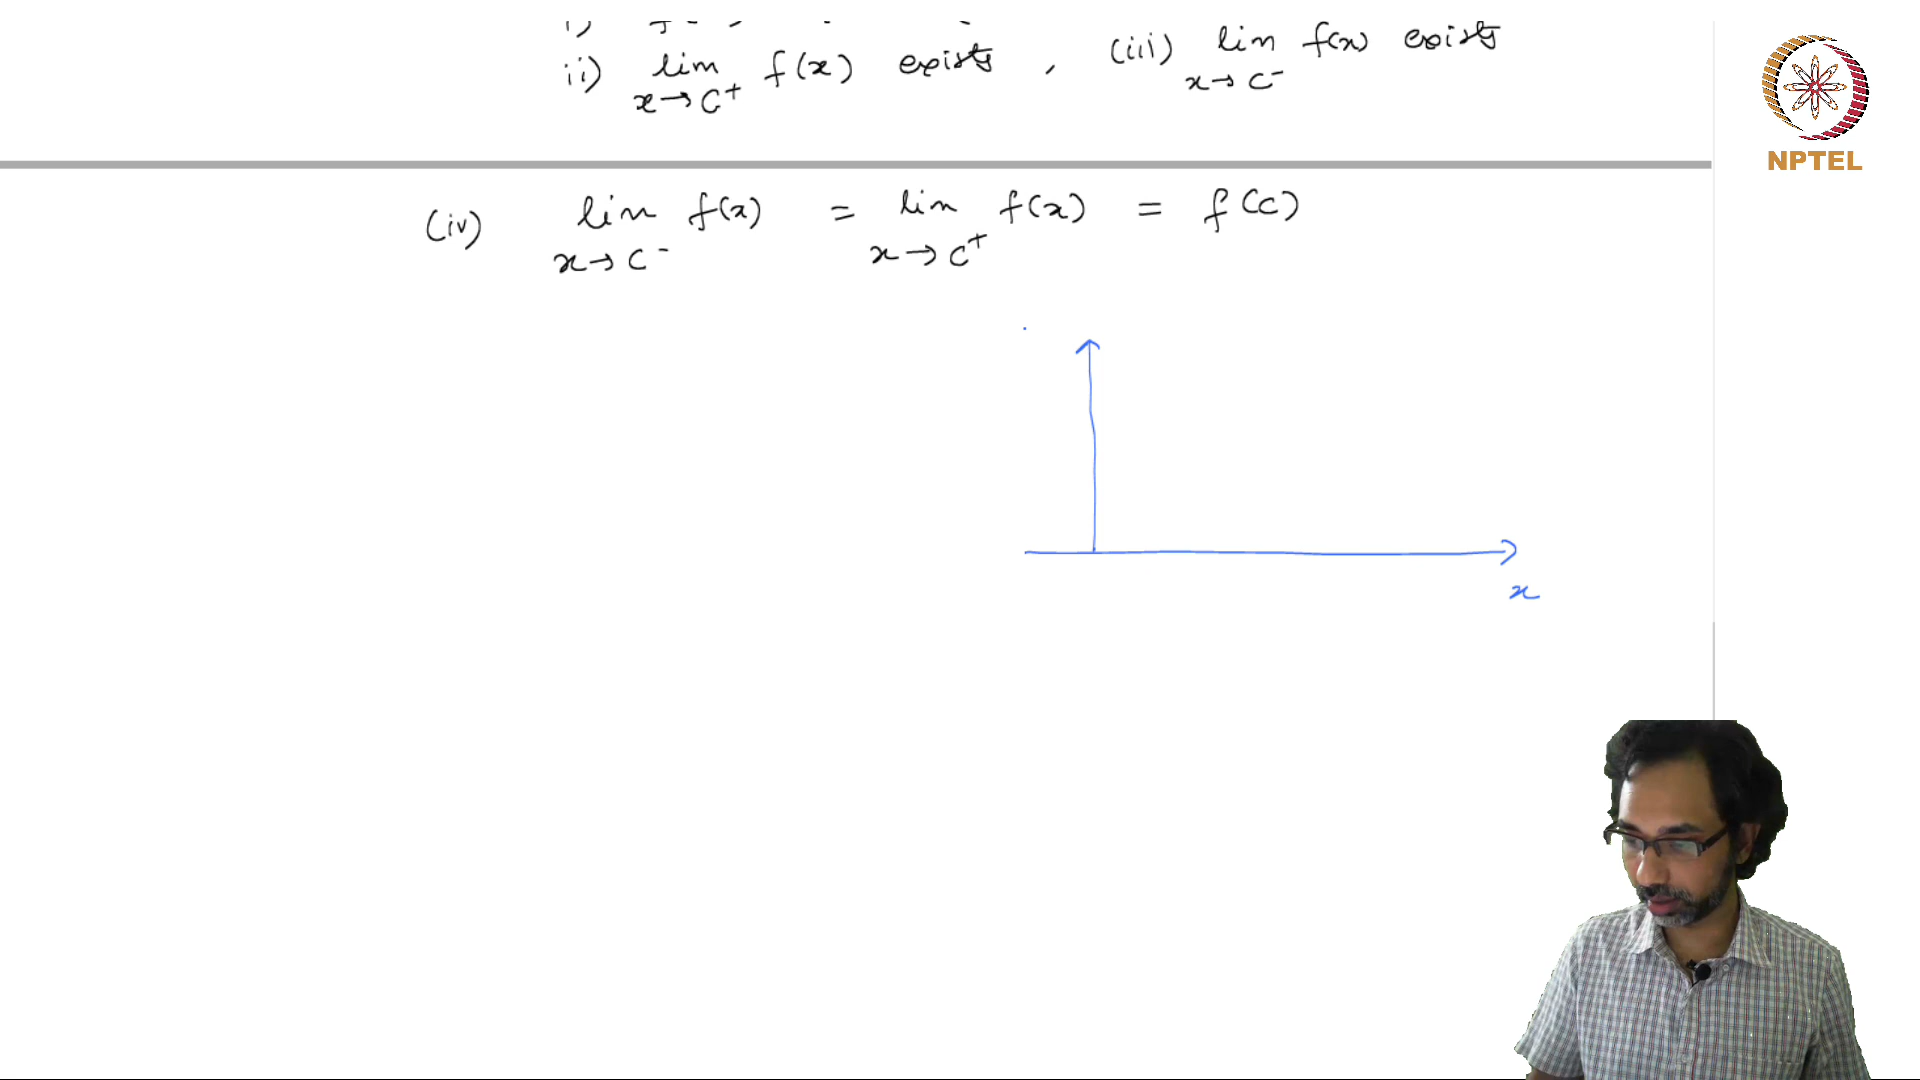 ii) lim f(x) exists , (iii) lim f(x) exists
x→c⁺ x→c⁻
NPTEL
(iv) lim f(x) = lim f(x) = f(c)
x→c⁻ x→c⁺
x